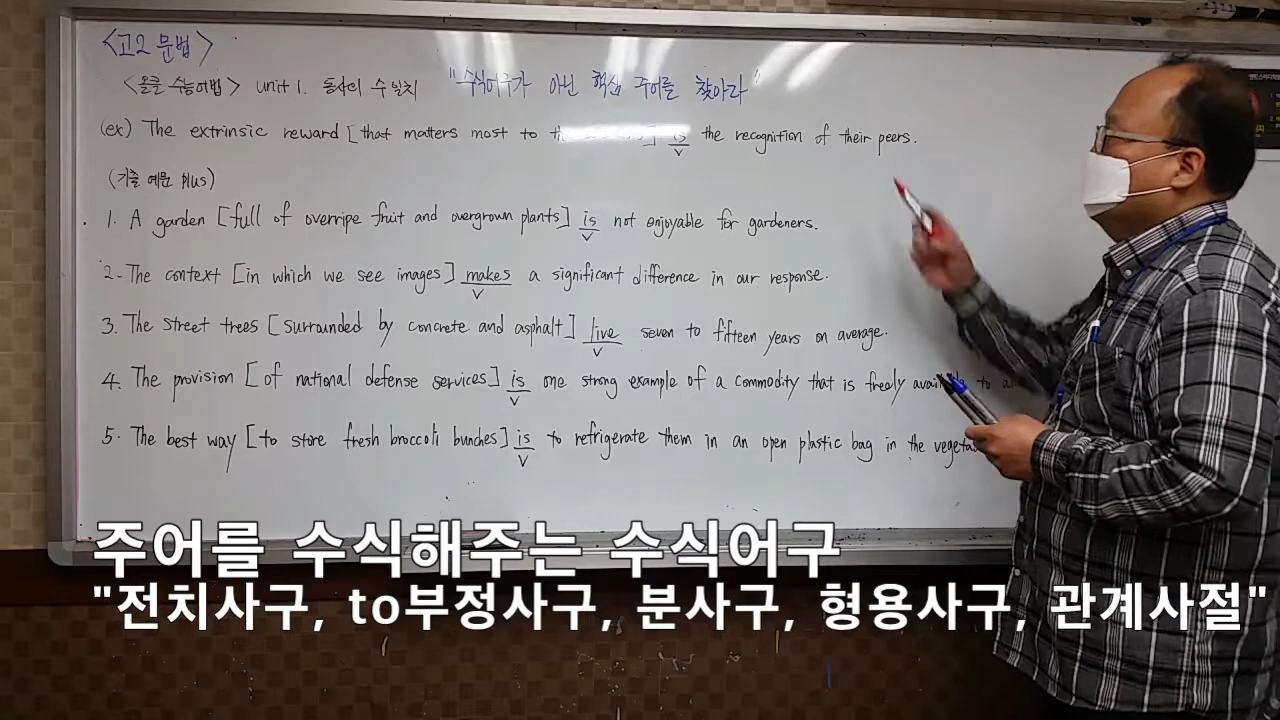 <고2 문법>
<올클 수능어법> unit 1. 동사의 수 일치 "수식어구가 아닌 핵심 주어를 찾아라"
(ex) The extrinsic reward [that matters most to ] is the recognition of their peers.
v
(기출 예문 plus)
1. A garden [full of overripe fruit and overgrown plants] is not enjoyable for gardeners.
v
2. The context [in which we see images] makes a significant difference in our response.
v
3. The street trees [surrounded by concrete and asphalt] live seven to fifteen years on average.
v
4. The provision [of national defense services] is one strong example of a commodity that is freely to
v
5. The best way [to store fresh broccoli bunches] is to refrigerate them in an open plastic bag in the
v
주어를 수식해주는 수식어구
"전치사구, to부정사구, 분사구, 형용사구, 관계사절"